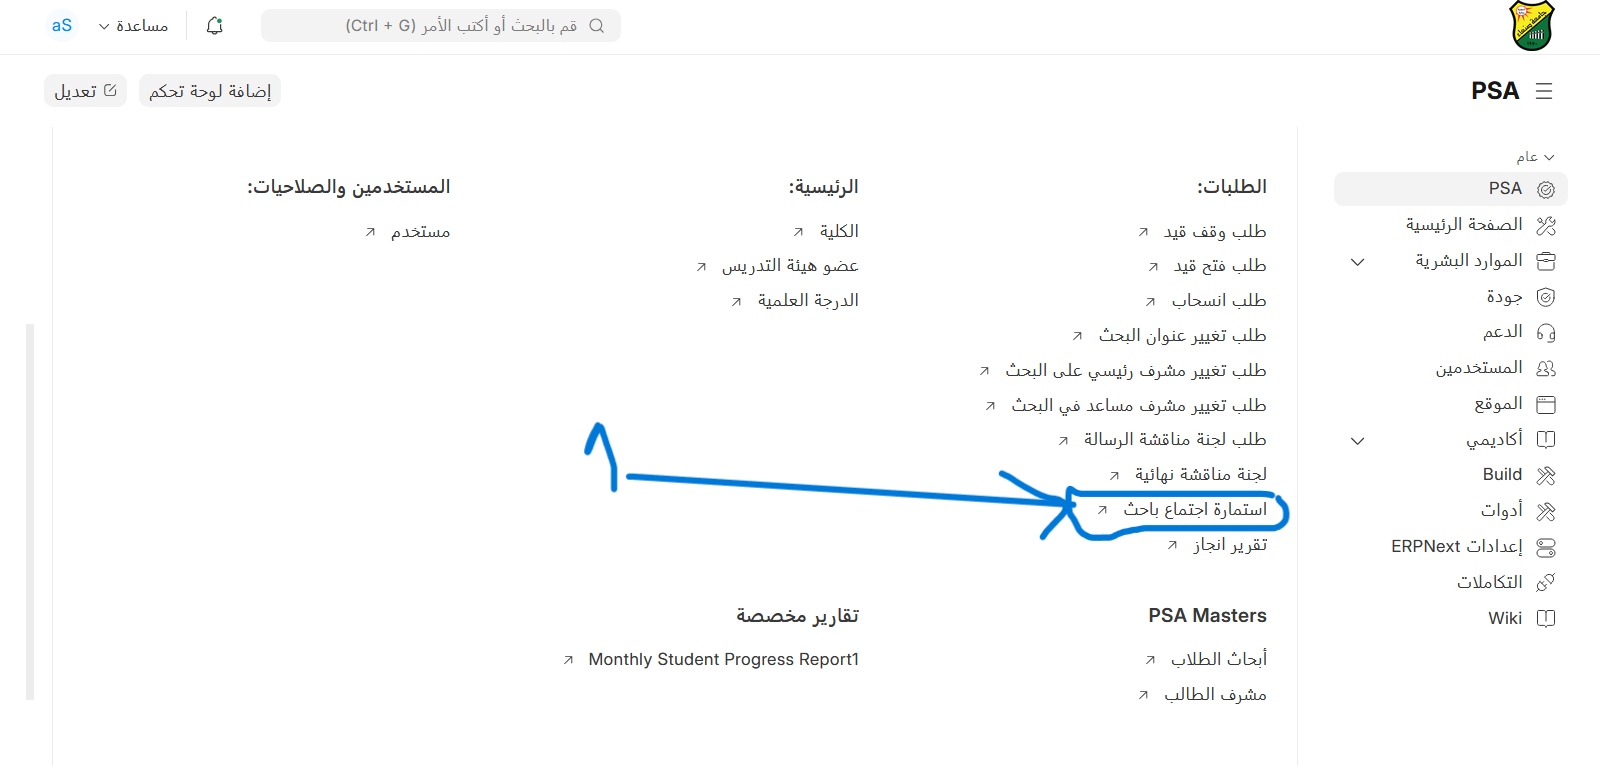 قم بالبحث أو أكتب الأمر (Ctrl + G)
مساعدة
aS
PSA
إضافة لوحة تحكم
تعديل
عام
PSA
الصفحة الرئيسية
الموارد البشرية
جودة
الدعم
المستخدمين
الموقع
أكاديمي
Build
أدوات
إعدادات ERPNext
التكاملات
Wiki
الطلبات:
طلب وقف قيد
طلب فتح قيد
طلب انسحاب
طلب تغيير عنوان البحث
طلب تغيير مشرف رئيسي على البحث
طلب تغيير مشرف مساعد في البحث
طلب لجنة مناقشة الرسالة
لجنة مناقشة نهائية
استمارة اجتماع باحث
تقرير انجاز
الرئيسية:
الكلية
عضو هيئة التدريس
الدرجة العلمية
المستخدمين والصلاحيات:
مستخدم
1
PSA Masters
أبحاث الطلاب
مشرف الطالب
تقارير مخصصة
Monthly Student Progress Report1